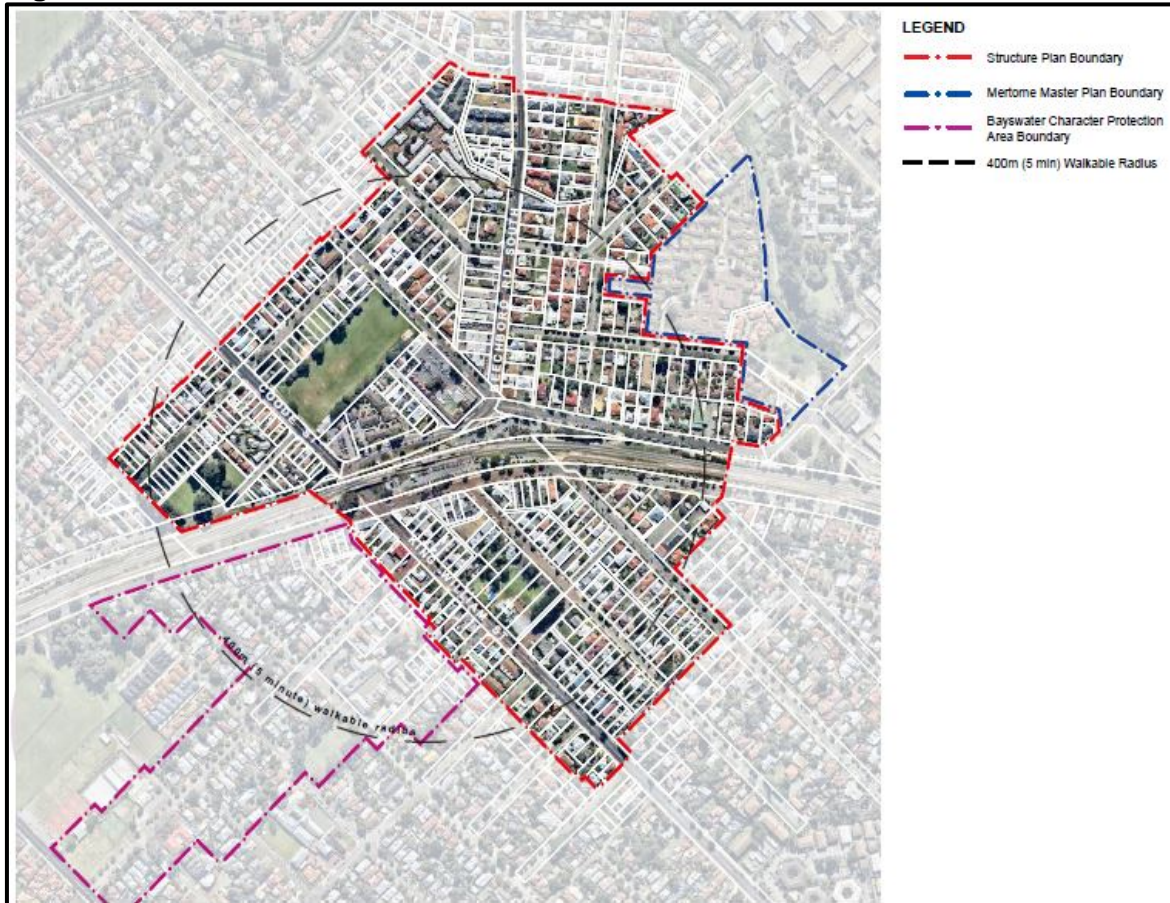 LEGEND
Structure Plan Boundary
Mertome Master Plan Boundary
Bayswater Character Protection
Area Boundary
400m (5 min) Walkable Radius
400m (5 minute) walkable radius